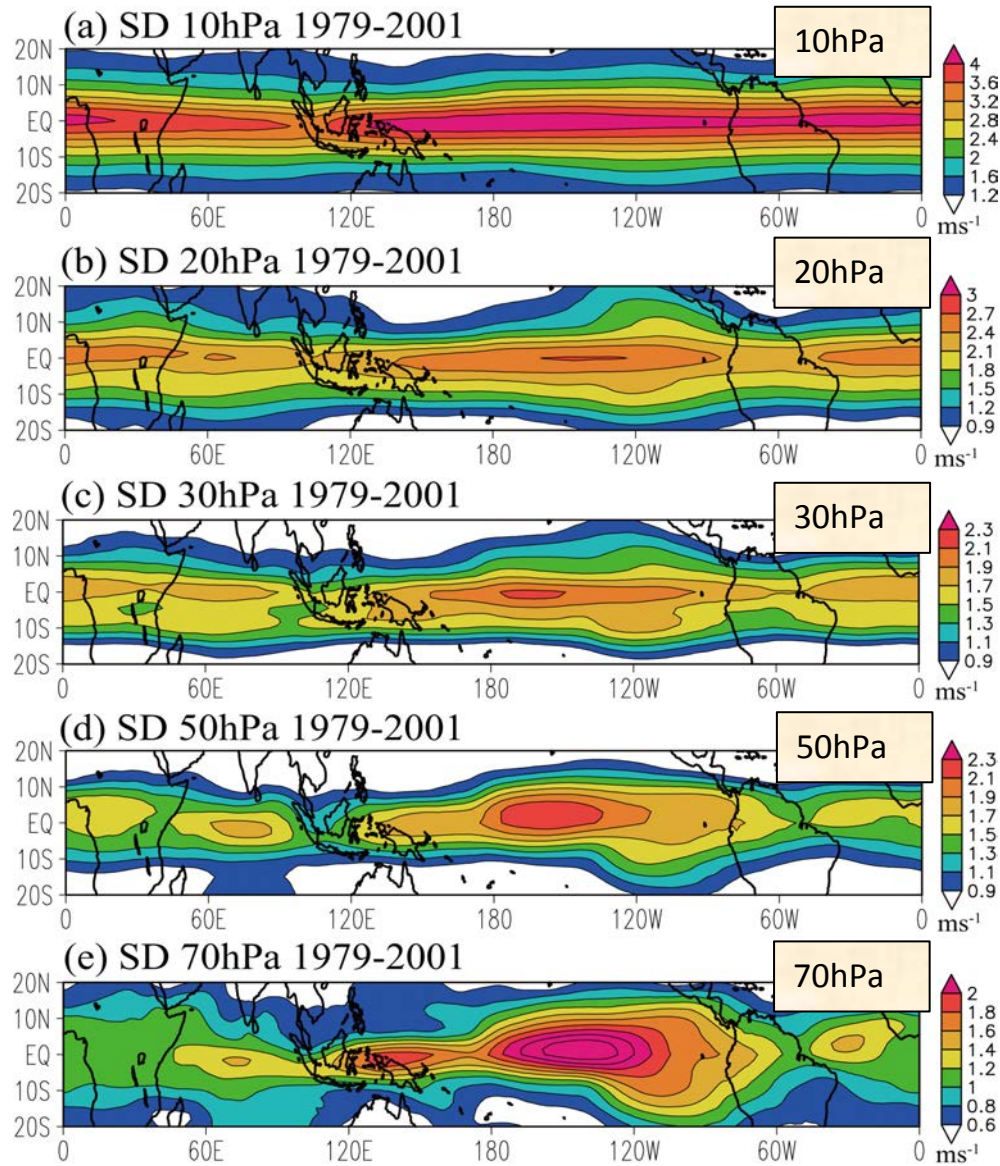 (a) SD 10hPa 1979-2001
10hPa
20N
10N
EQ
10S
20S
0 60E 120E 180 120W 60W 0
4
3.6
3.2
2.8
2.4
2
1.6
1.2
ms-1
(b) SD 20hPa 1979-2001
20hPa
20N
10N
EQ
10S
20S
0 60E 120E 180 120W 60W 0
3
2.7
2.4
2.1
1.8
1.5
1.2
0.9
ms-1
(c) SD 30hPa 1979-2001
30hPa
20N
10N
EQ
10S
20S
0 60E 120E 180 120W 60W 0
2.3
2.1
1.9
1.7
1.5
1.3
1.1
0.9
ms-1
(d) SD 50hPa 1979-2001
50hPa
20N
10N
EQ
10S
20S
0 60E 120E 180 120W 60W 0
2.3
2.1
1.9
1.7
1.5
1.3
1.1
0.9
ms-1
(e) SD 70hPa 1979-2001
70hPa
20N
10N
EQ
10S
20S
0 60E 120E 180 120W 60W 0
2
1.8
1.6
1.4
1.2
1
0.8
0.6
ms-1